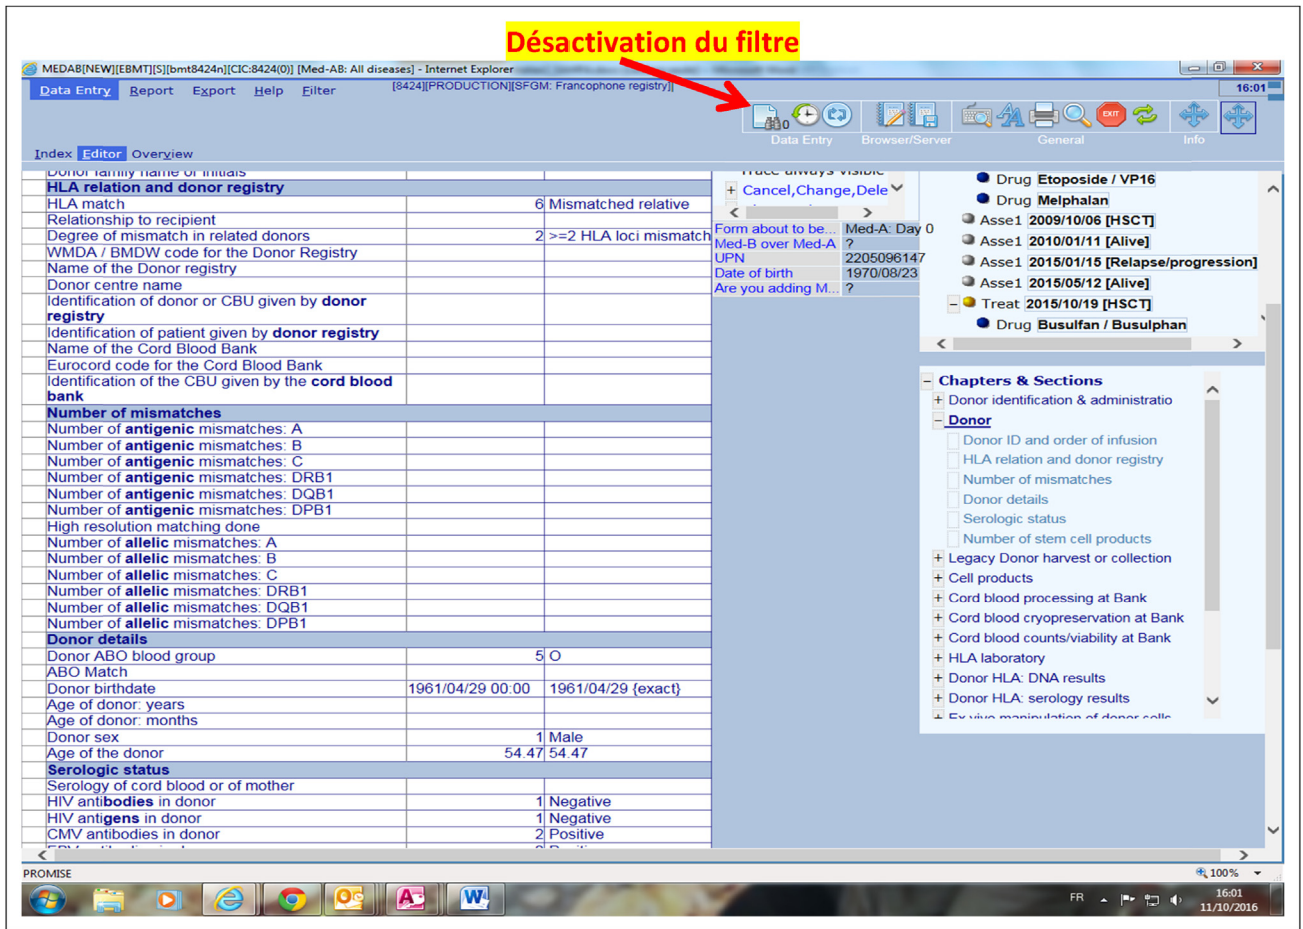 Désactivation du filtre
MEDAB[NEW][EBMT][S][bmt8424n][CIC:8424(0)] [Med-AB: All diseases] - Internet Explorer
Data Entry Report Export Help Filter
[8424][PRODUCTION][SFGM: Francophone registry]|
16:01
0
EXIT
Data Entry Browser/Server General Info
Index Editor Overview
Donor family name or initials
HLA relation and donor registry
HLA match 6 Mismatched relative
Relationship to recipient
Degree of mismatch in related donors 2 >=2 HLA loci mismatch
WMDA / BMDW code for the Donor Registry
Name of the Donor registry
Donor centre name
Identification of donor or CBU given by donor
registry
Identification of patient given by donor registry
Name of the Cord Blood Bank
Eurocord code for the Cord Blood Bank
Identification of the CBU given by the cord blood
bank
Number of mismatches
Number of antigenic mismatches: A
Number of antigenic mismatches: B
Number of antigenic mismatches: C
Number of antigenic mismatches: DRB1
Number of antigenic mismatches: DQB1
Number of antigenic mismatches: DPB1
High resolution matching done
Number of allelic mismatches: A
Number of allelic mismatches: B
Number of allelic mismatches: C
Number of allelic mismatches: DRB1
Number of allelic mismatches: DQB1
Number of allelic mismatches: DPB1
Donor details
Donor ABO blood group 5 O
ABO Match
Donor birthdate 1961/04/29 00:00 1961/04/29 {exact}
Age of donor: years
Age of donor: months
Donor sex 1 Male
Age of the donor 54.47 54.47
Serologic status
Serology of cord blood or of mother
HIV antibodies in donor 1 Negative
HIV antigens in donor 1 Negative
CMV antibodies in donor 2 Positive
Trace always visible
+ Cancel,Change,Dele
Form about to be... Med-A: Day 0
Med-B over Med-A ?
UPN 2205096147
Date of birth 1970/08/23
Are you adding M... ?
Drug Etoposide / VP16
Drug Melphalan
Asse1 2009/10/06 [HSCT]
Asse1 2010/01/11 [Alive]
Asse1 2015/01/15 [Relapse/progression]
Asse1 2015/05/12 [Alive]
− Treat 2015/10/19 [HSCT]
Drug Busulfan / Busulphan
− Chapters & Sections
+ Donor identification & administratio
− Donor
Donor ID and order of infusion
HLA relation and donor registry
Number of mismatches
Donor details
Serologic status
Number of stem cell products
+ Legacy Donor harvest or collection
+ Cell products
+ Cord blood processing at Bank
+ Cord blood cryopreservation at Bank
+ Cord blood counts/viability at Bank
+ HLA laboratory
+ Donor HLA: DNA results
+ Donor HLA: serology results
+ Ex vivo manipulation of donor cells
PROMISE
100%
FR
16:01
11/10/2016